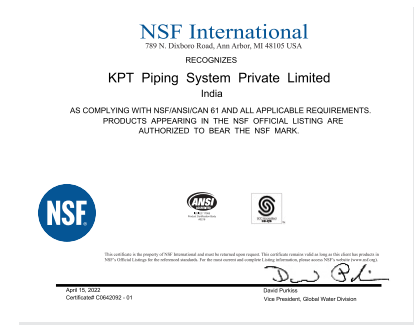 NSF International
789 N. Dixboro Road, Ann Arbor, MI 48105 USA
RECOGNIZES
KPT Piping System Private Limited
India
AS COMPLYING WITH NSF/ANSI/CAN 61 AND ALL APPLICABLE REQUIREMENTS.
PRODUCTS APPEARING IN THE NSF OFFICIAL LISTING ARE
AUTHORIZED TO BEAR THE NSF MARK.
NSF
ANSI
This certificate is the property of NSF International and must be returned upon request. This certificate remains valid as long as this client has products in
NSF's Official Listings for the referenced standards. For the most current and complete Listing information, please access NSF's website (www.nsf.org).
April 15, 2022
Certificate# C0642092 - 01
David Purkiss
Vice President, Global Water Division